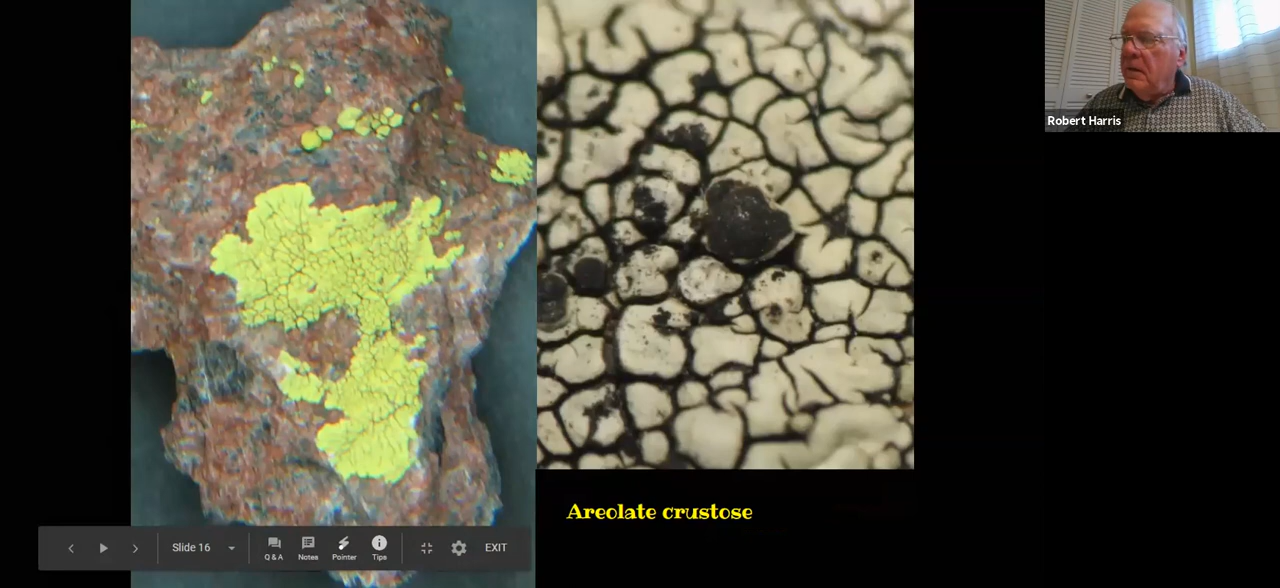 Robert Harris
Areolate crustose
Slide 16
Q & A
Notes
Pointer
Tips
EXIT